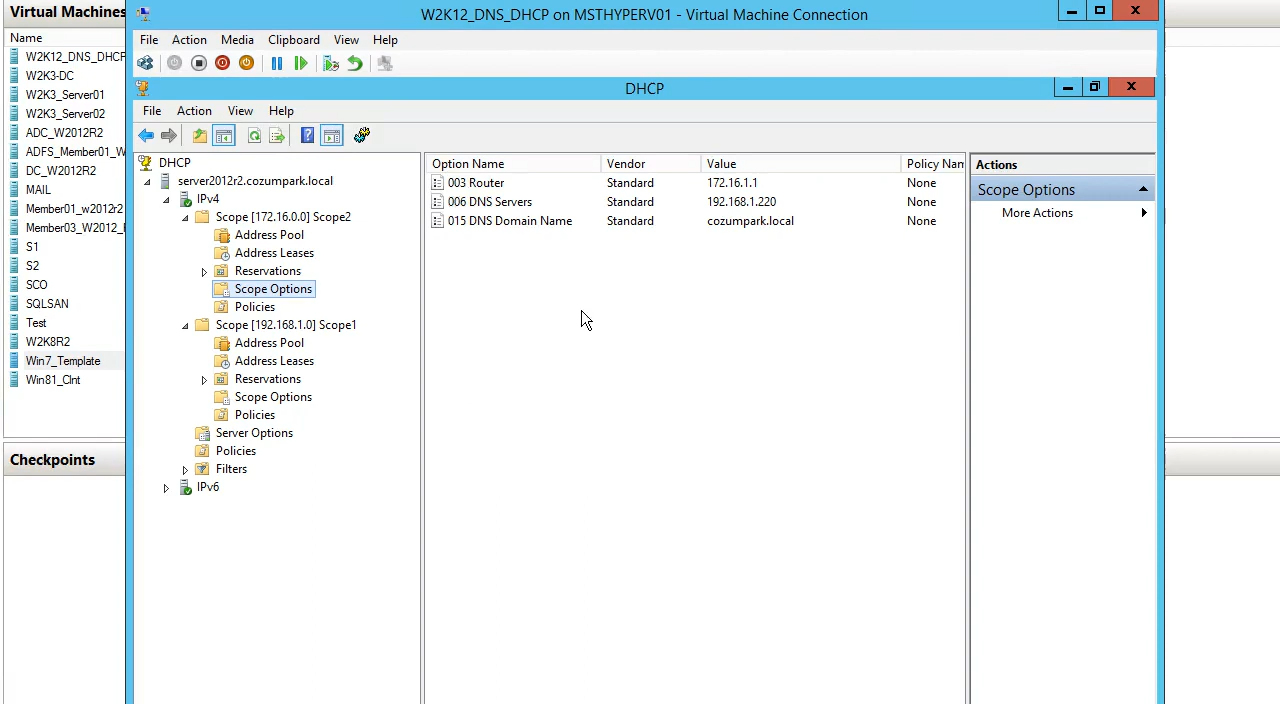 Virtual Machines
Name
W2K12_DNS_DHCP
W2K3-DC
W2K3_Server01
W2K3_Server02
ADC_W2012R2
ADFS_Member01_W
DC_W2012R2
MAIL
Member01_w2012r2
Member03_W2012_
S1
S2
SCO
SQLSAN
Test
W2K8R2
Win7_Template
Win81_Clnt
Checkpoints
W2K12_DNS_DHCP on MSTHYPERV01 - Virtual Machine Connection
File Action Media Clipboard View Help
DHCP
File Action View Help
DHCP
server2012r2.cozumpark.local
IPv4
Scope [172.16.0.0] Scope2
Address Pool
Address Leases
Reservations
Scope Options
Policies
Scope [192.168.1.0] Scope1
Address Pool
Address Leases
Reservations
Scope Options
Policies
Server Options
Policies
Filters
IPv6
Option Name Vendor Value Policy Nam
003 Router Standard 172.16.1.1 None
006 DNS Servers Standard 192.168.1.220 None
015 DNS Domain Name Standard cozumpark.local None
Actions
Scope Options
More Actions